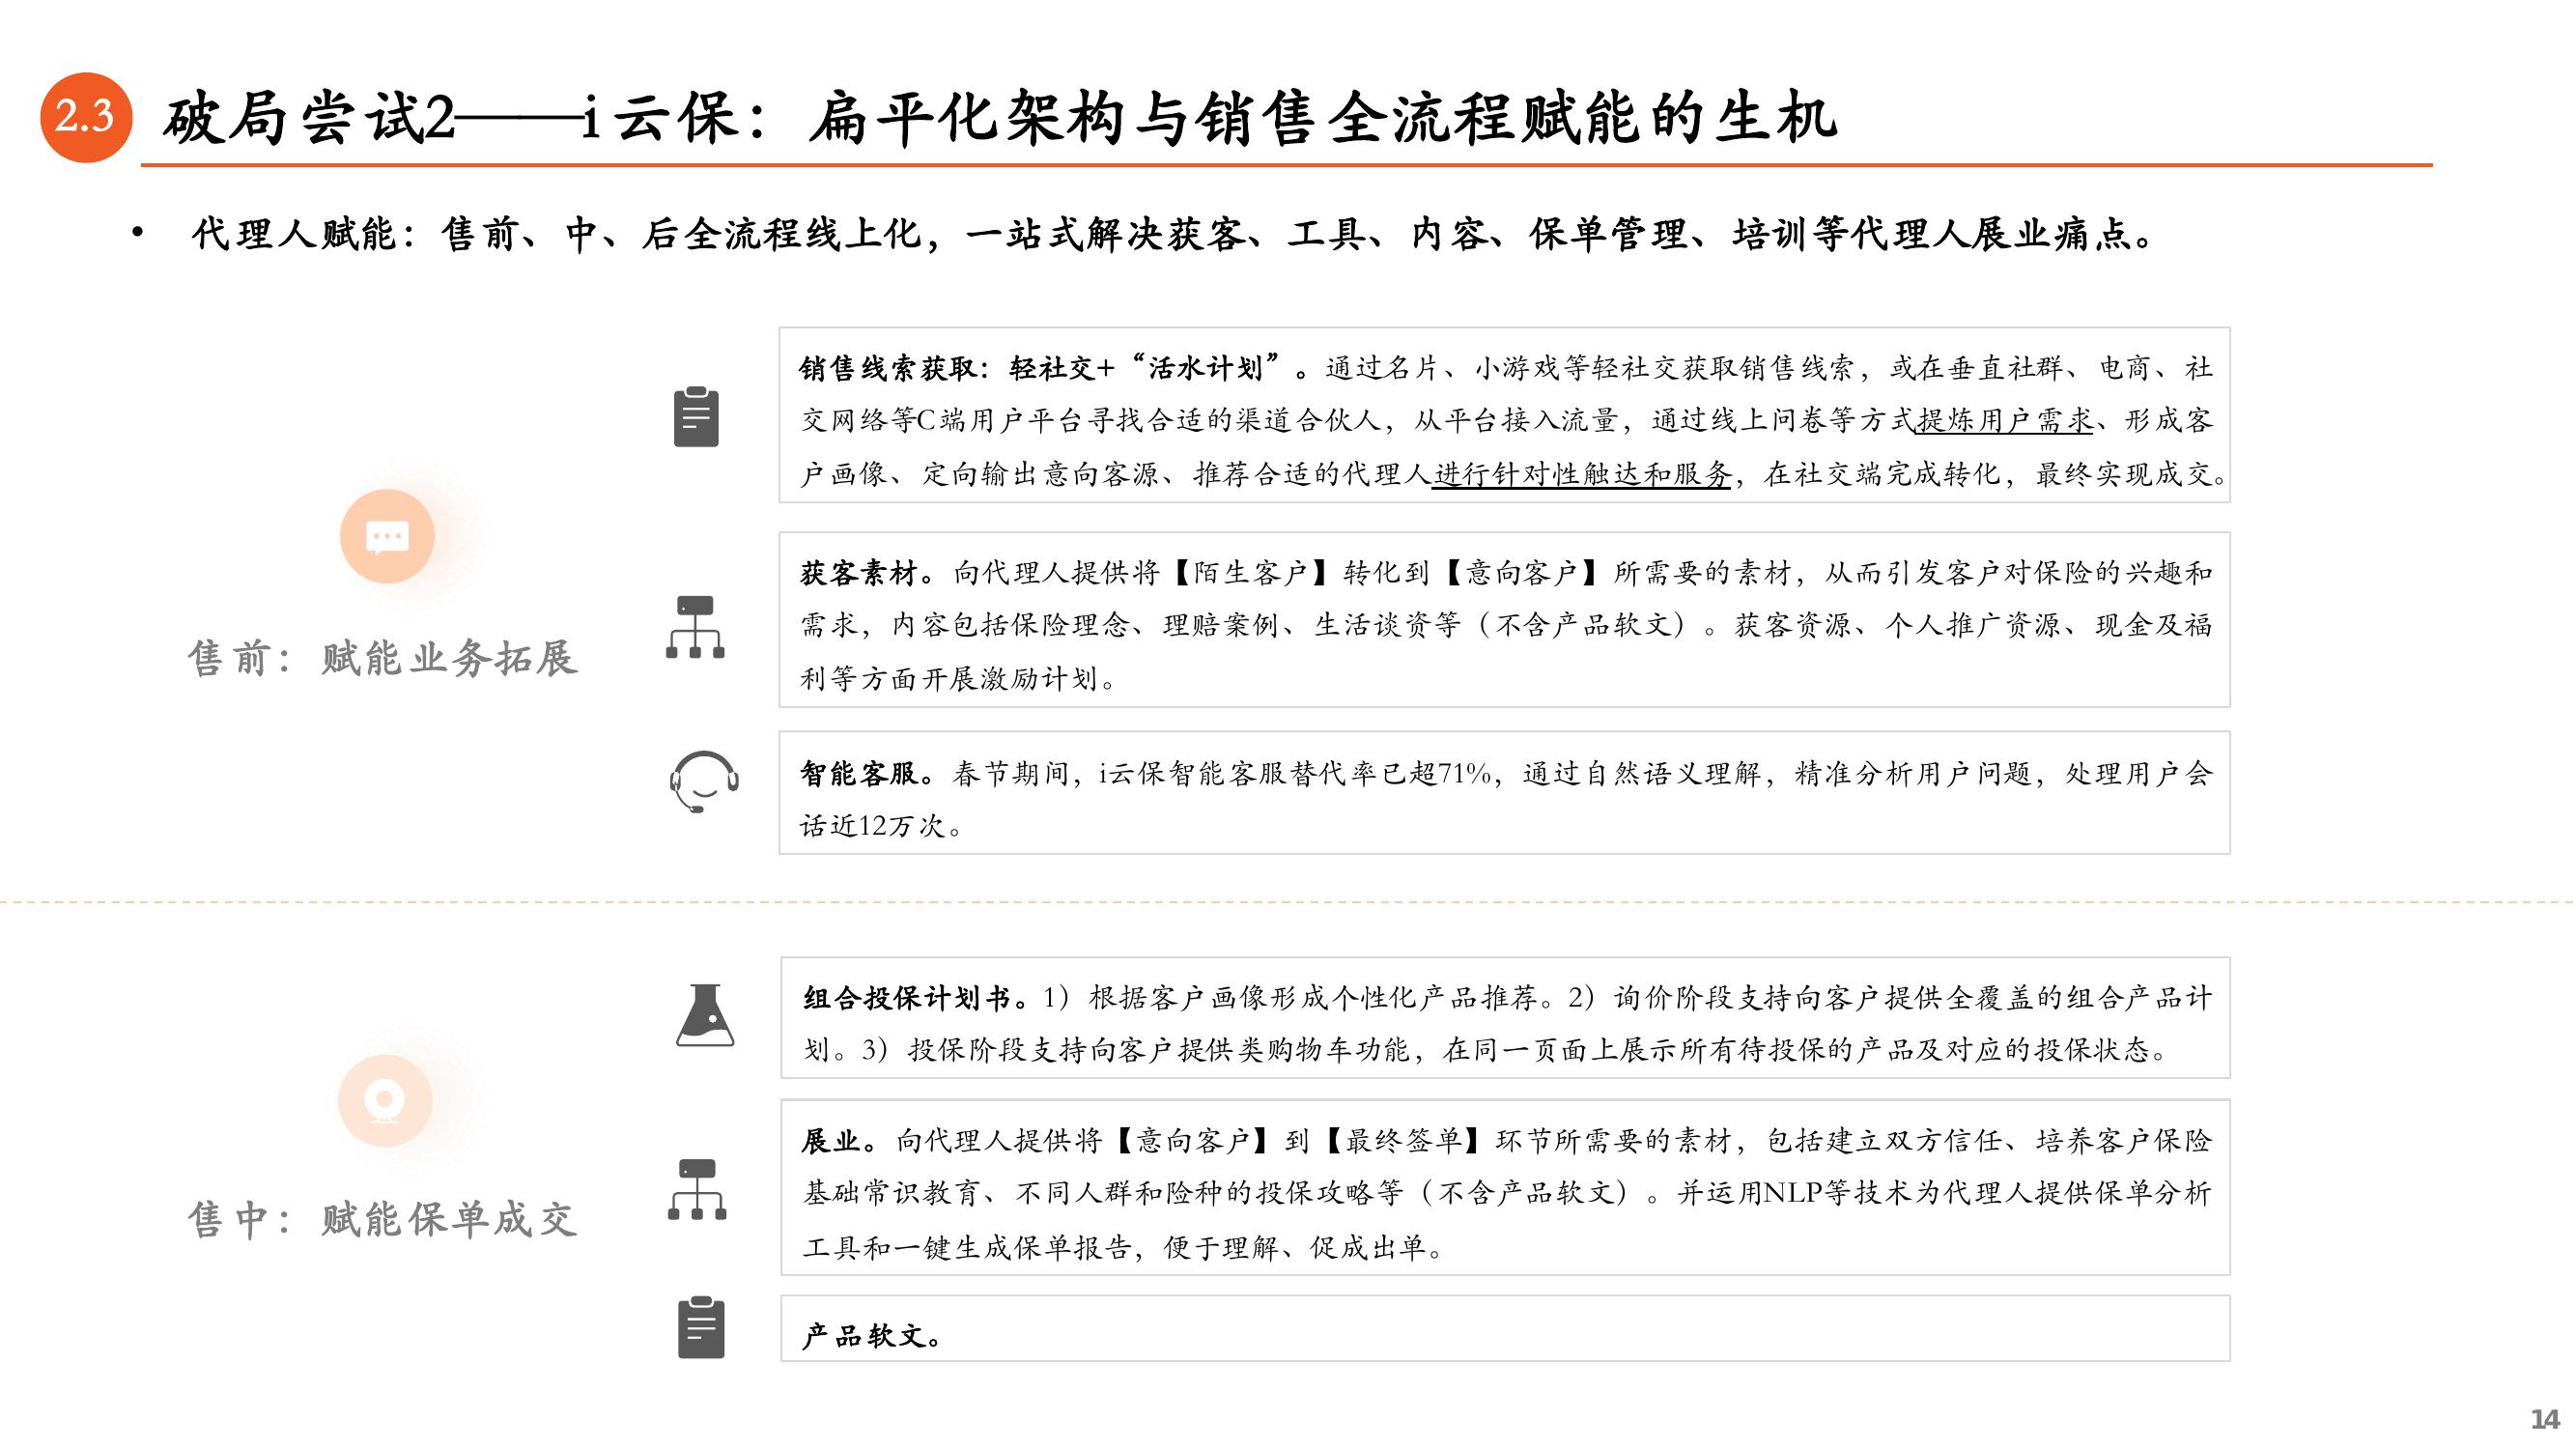 2.3 破局尝试2——i云保：扁平化架构与销售全流程赋能的生机
• 代理人赋能：售前、中、后全流程线上化，一站式解决获客、工具、内容、保单管理、培训等代理人展业痛点。
售前：赋能业务拓展
销售线索获取：轻社交+“活水计划”。通过名片、小游戏等轻社交获取销售线索，或在垂直社群、电商、社
交网络等C端用户平台寻找合适的渠道合伙人，从平台接入流量，通过线上问卷等方式提炼用户需求、形成客
户画像、定向输出意向客源、推荐合适的代理人进行针对性触达和服务，在社交端完成转化，最终实现成交。
获客素材。向代理人提供将【陌生客户】转化到【意向客户】所需要的素材，从而引发客户对保险的兴趣和
需求，内容包括保险理念、理赔案例、生活谈资等（不含产品软文）。获客资源、个人推广资源、现金及福
利等方面开展激励计划。
智能客服。春节期间，i云保智能客服替代率已超71%，通过自然语义理解，精准分析用户问题，处理用户会
话近12万次。
售中：赋能保单成交
组合投保计划书。1）根据客户画像形成个性化产品推荐。2）询价阶段支持向客户提供全覆盖的组合产品计
划。3）投保阶段支持向客户提供类购物车功能，在同一页面上展示所有待投保的产品及对应的投保状态。
展业。向代理人提供将【意向客户】到【最终签单】环节所需要的素材，包括建立双方信任、培养客户保险
基础常识教育、不同人群和险种的投保攻略等（不含产品软文）。并运用NLP等技术为代理人提供保单分析
工具和一键生成保单报告，便于理解、促成出单。
产品软文。
14